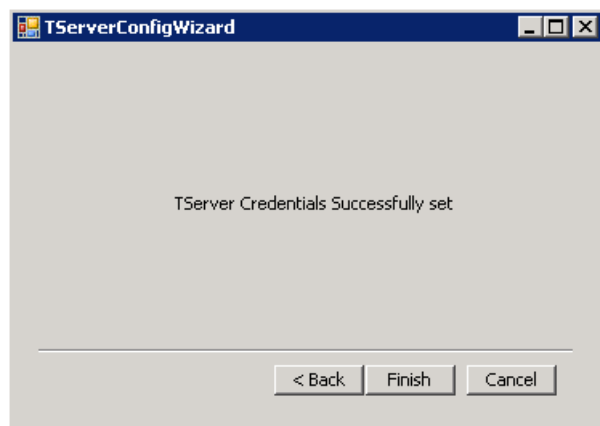 TServerConfigWizard
TServer Credentials Successfully set
< Back Finish Cancel